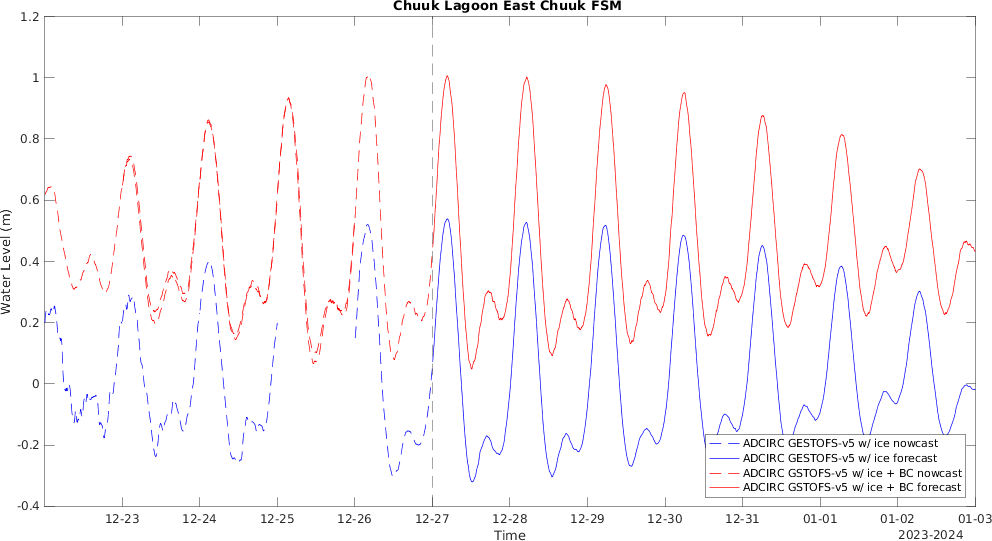 Chuuk Lagoon East Chuuk FSM
1.2
1
0.8
0.6
0.4
0.2
0
-0.2
-0.4
Water Level (m)
ADCIRC GESTOFS-v5 w/ ice nowcast
ADCIRC GESTOFS-v5 w/ ice forecast
ADCIRC GSTOFS-v5 w/ ice + BC nowcast
ADCIRC GSTOFS-v5 w/ ice + BC forecast
12-23 12-24 12-25 12-26 12-27 12-28 12-29 12-30 12-31 01-01 01-02 01-03
Time
2023-2024